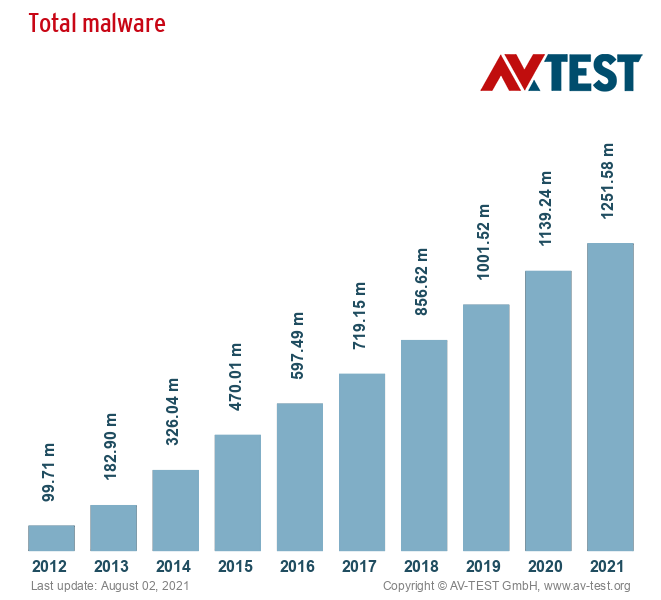 Total malware
AVTEST
99.71 m
182.90 m
326.04 m
470.01 m
597.49 m
719.15 m
856.62 m
1001.52 m
1139.24 m
1251.58 m
2012 2013 2014 2015 2016 2017 2018 2019 2020 2021
Last update: August 02, 2021
Copyright © AV-TEST GmbH, www.av-test.org